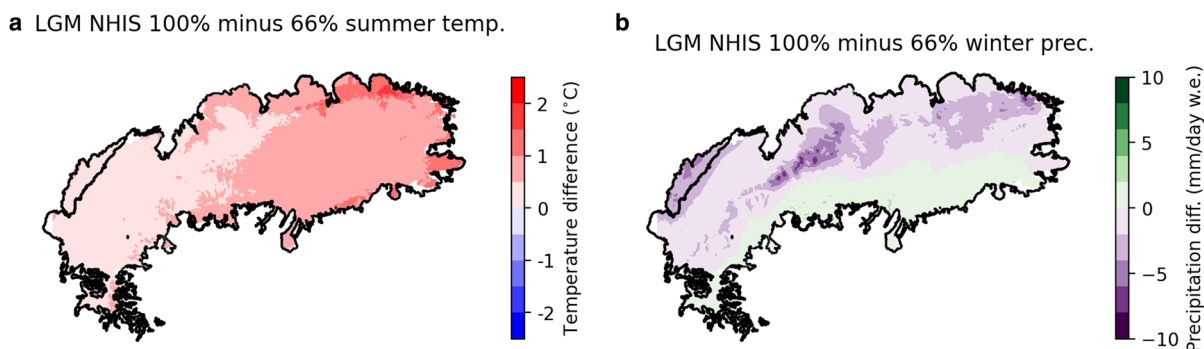 a LGM NHIS 100% minus 66% summer temp.
2
1
0
-1
-2
Temperature difference (°C)
b
LGM NHIS 100% minus 66% winter prec.
10
5
0
−5
−10
Precipitation diff. (mm/day w.e.)